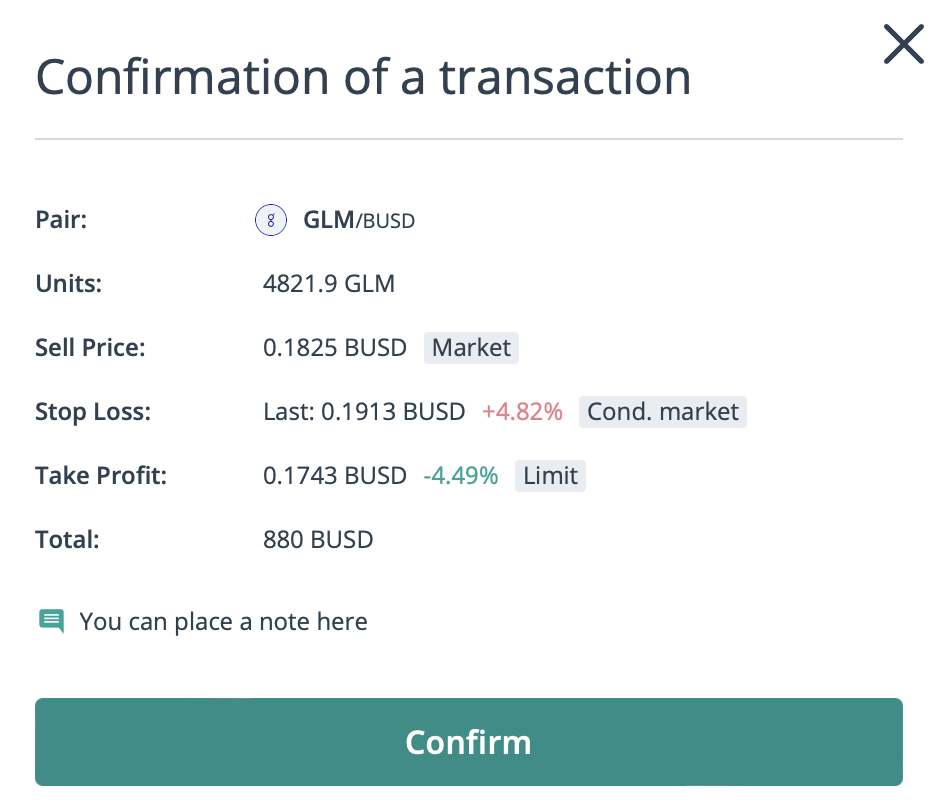 Confirmation of a transaction
Pair: g GLM/BUSD
Units: 4821.9 GLM
Sell Price: 0.1825 BUSD Market
Stop Loss: Last: 0.1913 BUSD +4.82% Cond. market
Take Profit: 0.1743 BUSD -4.49% Limit
Total: 880 BUSD
You can place a note here
Confirm